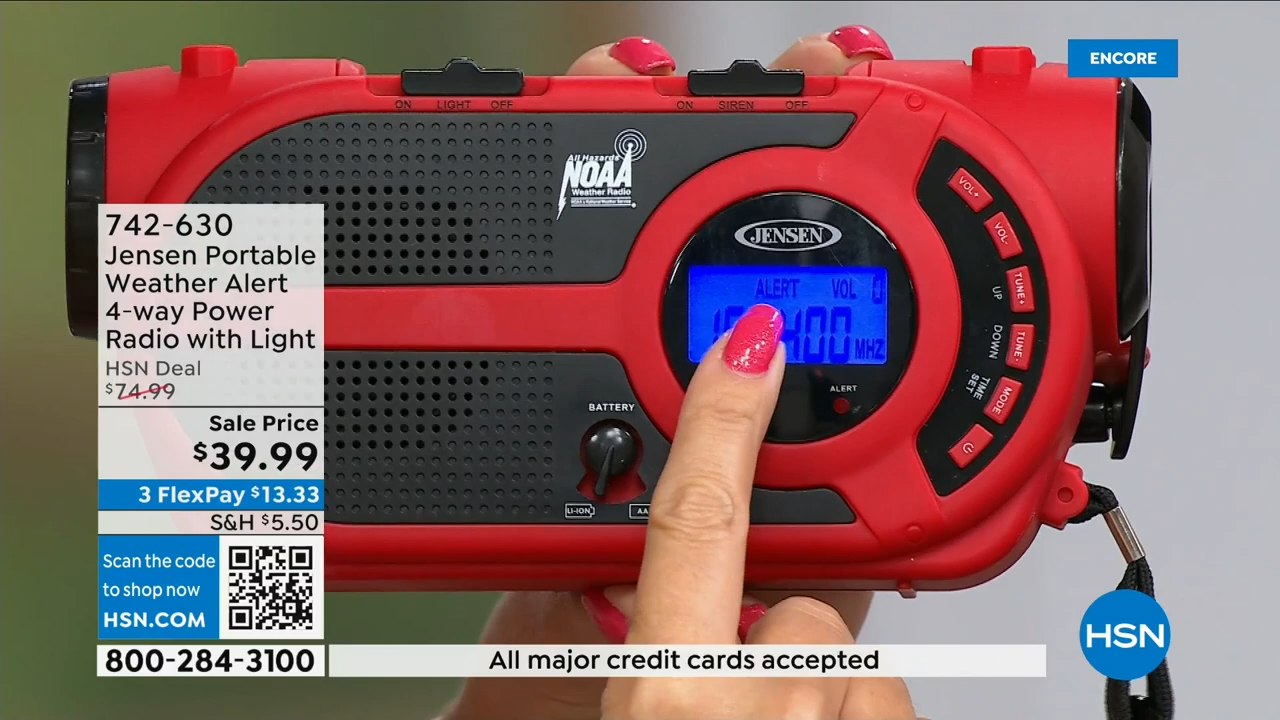 ENCORE
ON LIGHT OFF
ON SIREN OFF
All Hazards
NOAA
Weather Radio
JENSEN
ALERT VOL 0
MHZ
ALERT
VOL+
VOL-
TUNE+
UP
TUNE-
DOWN
MODE
TIME SET
BATTERY
LI-ION
AA
742-630
Jensen Portable
Weather Alert
4-way Power
Radio with Light
HSN Deal
$74.99
Sale Price
$39.99
3 FlexPay $13.33
S&H $5.50
Scan the code
to shop now
HSN.COM
800-284-3100
All major credit cards accepted
HSN